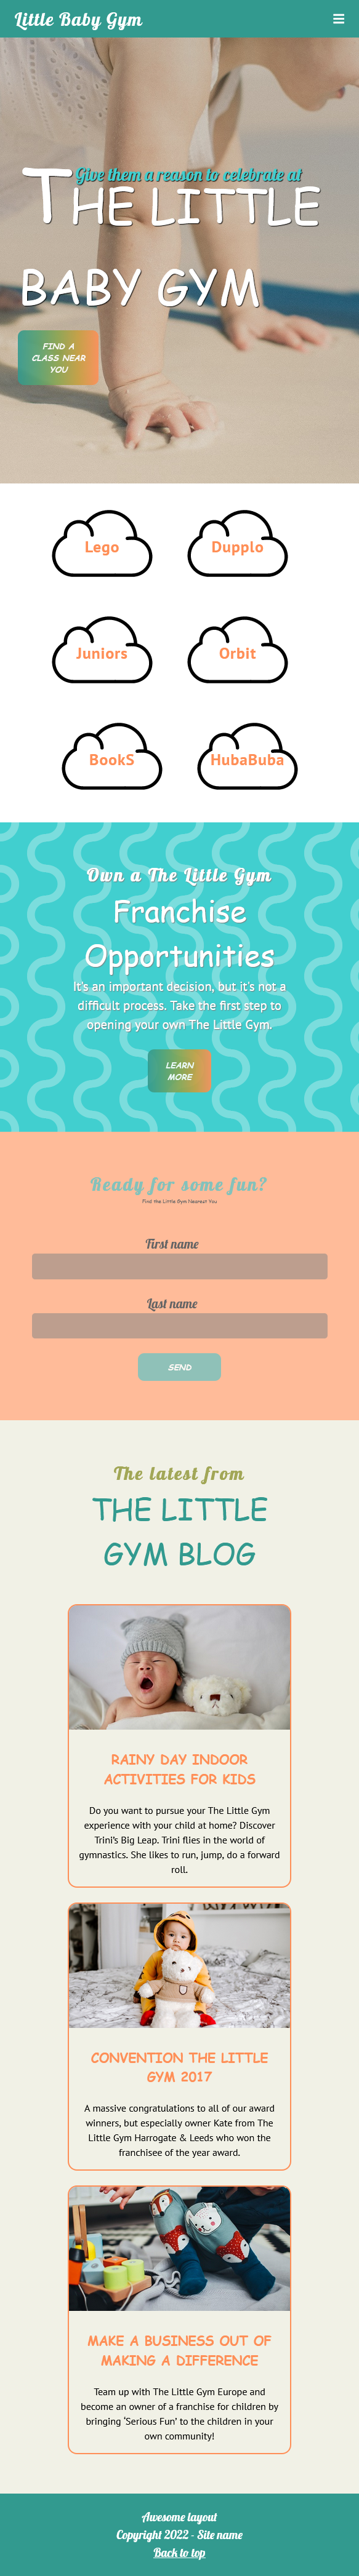 Little Baby Gym
Give them a reason to celebrate at
THE LITTLE
BABY GYM
FIND A
CLASS NEAR
YOU
Lego
Dupplo
Juniors
Orbit
BookS
HubaBuba
Own a The Little Gym
Franchise
Opportunities
It's an important decision, but it's not a
difficult process. Take the first step to
opening your own The Little Gym.
LEARN
MORE
Ready for some fun?
Find the Little Gym Nearest You
First name
Last name
SEND
The latest from
THE LITTLE
GYM BLOG
RAINY DAY INDOOR
ACTIVITIES FOR KIDS
Do you want to pursue your The Little Gym
experience with your child at home? Discover
Trini's Big Leap. Trini flies in the world of
gymnastics. She likes to run, jump, do a forward
roll.
CONVENTION THE LITTLE
GYM 2017
A massive congratulations to all of our award
winners, but especially owner Kate from The
Little Gym Harrogate & Leeds who won the
franchisee of the year award.
MAKE A BUSINESS OUT OF
MAKING A DIFFERENCE
Team up with The Little Gym Europe and
become an owner of a franchise for children by
bringing 'Serious Fun' to the children in your
own community!
Awesome layout
Copyright 2022 - Site name
Back to top